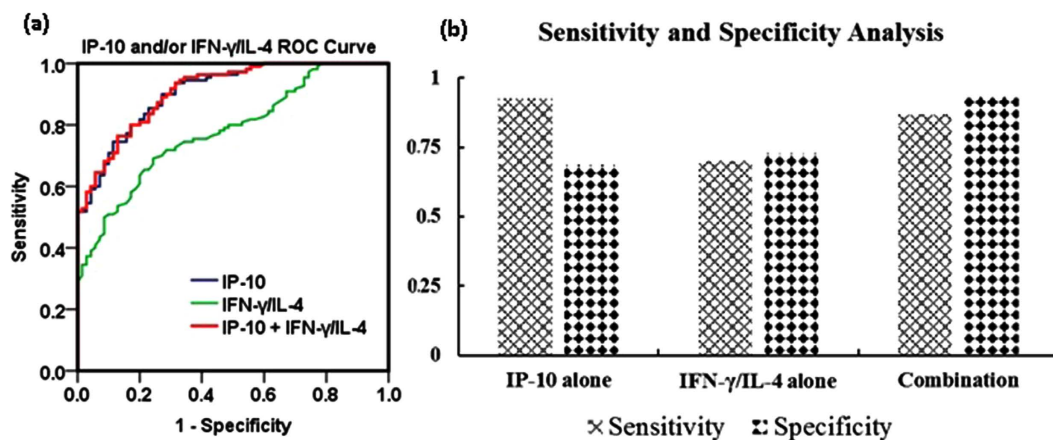 (a)
IP-10 and/or IFN-γ/IL-4 ROC Curve
1.0
0.8
0.6
0.4
0.2
0.0
Sensitivity
IP-10
IFN-γ/IL-4
IP-10 + IFN-γ/IL-4
0.0 0.2 0.4 0.6 0.8 1.0
1 - Specificity
(b)
Sensitivity and Specificity Analysis
1
0.75
0.5
0.25
0
IP-10 alone IFN-γ/IL-4 alone Combination
Sensitivity Specificity